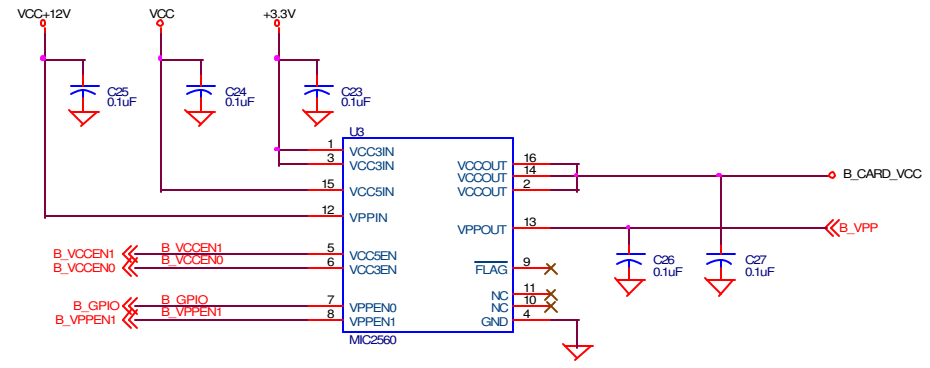 VCC+12V
VCC
+3.3V
C25
0.1uF
C24
0.1uF
C23
0.1uF
U3
1
VCC3IN
3
VCC3IN
15
VCC5IN
12
VPPIN
5
VCC5EN
6
VCC3EN
7
VPPEN0
8
VPPEN1
MIC2560
VCCOUT
16
VCCOUT
14
VCCOUT
2
VPPOUT
13
FLAG
9
NC
11
NC
10
GND
4
B_VCCEN1
B_VCCEN1
B_VCCEN0
B_VCCEN0
B_GPIO
B_GPIO
B_VPPEN1
B_VPPEN1
B_CARD_VCC
B_VPP
C26
0.1uF
C27
0.1uF